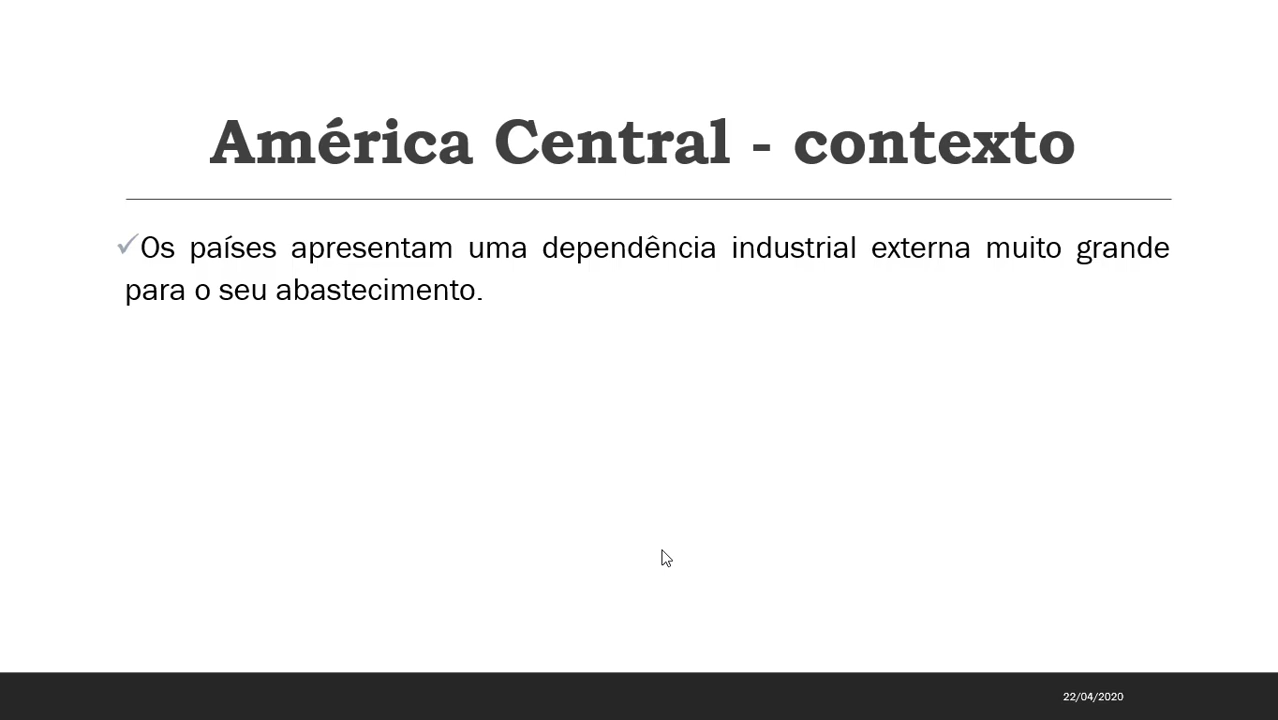 América Central - contexto
Os países apresentam uma dependência industrial externa muito grande
para o seu abastecimento.
22/04/2020